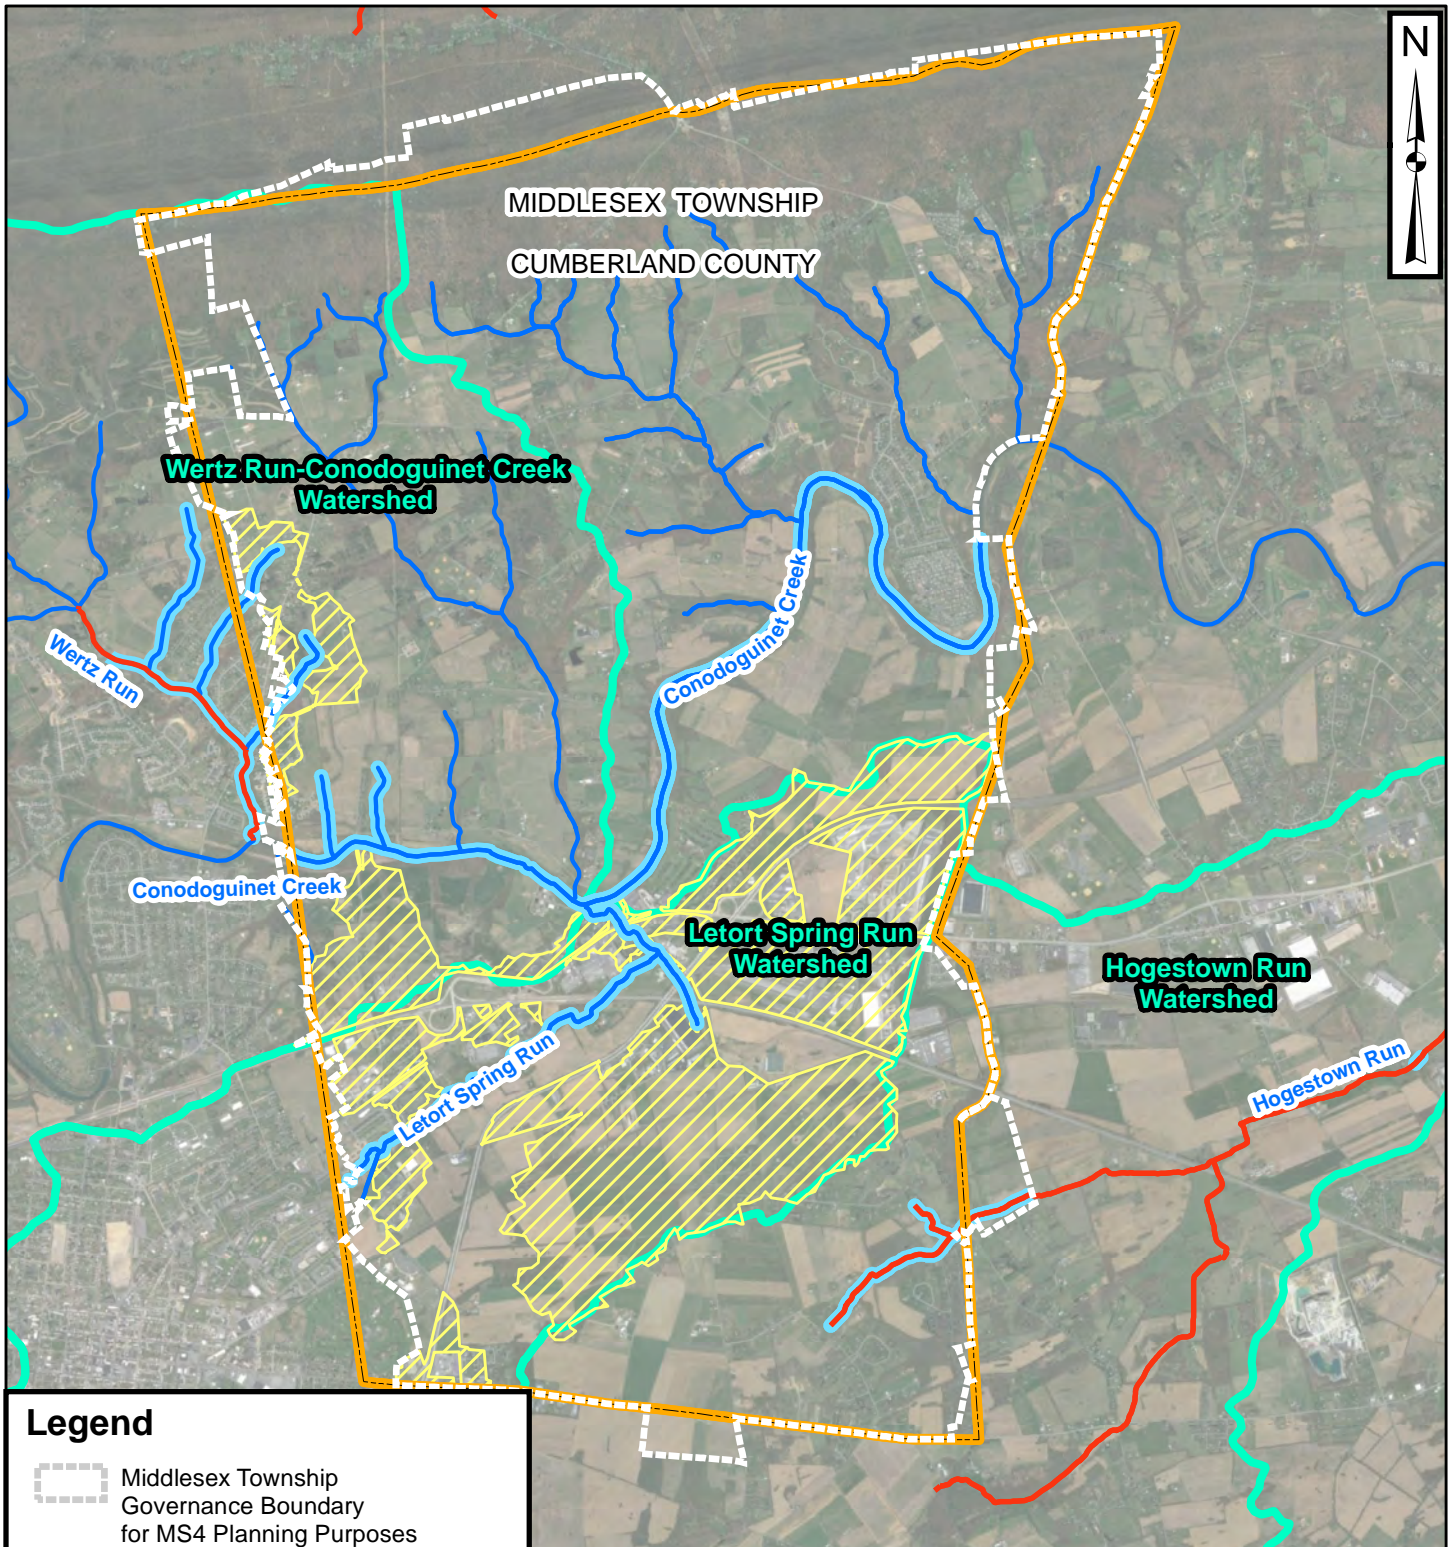 N
MIDDLESEX TOWNSHIP
CUMBERLAND COUNTY
Wertz Run-Conodoguinet Creek
Watershed
Conodoguinet Creek
Wertz Run
Conodoguinet Creek
Letort Spring Run
Watershed
Hogestown Run
Watershed
Letort Spring Run
Hogestown Run
Legend
Middlesex Township
Governance Boundary
for MS4 Planning Purposes